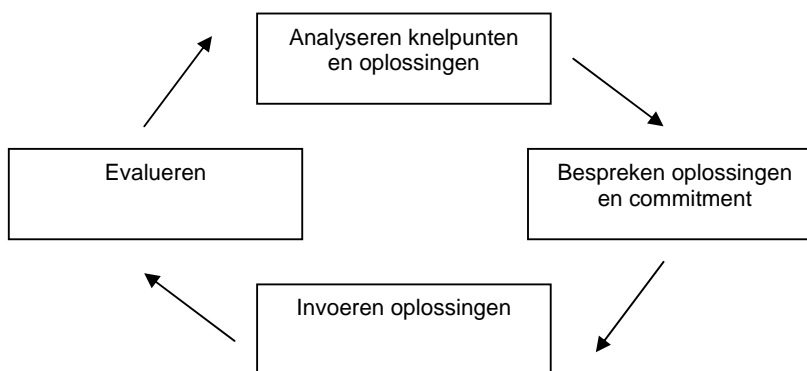 Analyseren knelpunten
en oplossingen
Evalueren
Bespreken oplossingen
en commitment
Invoeren oplossingen